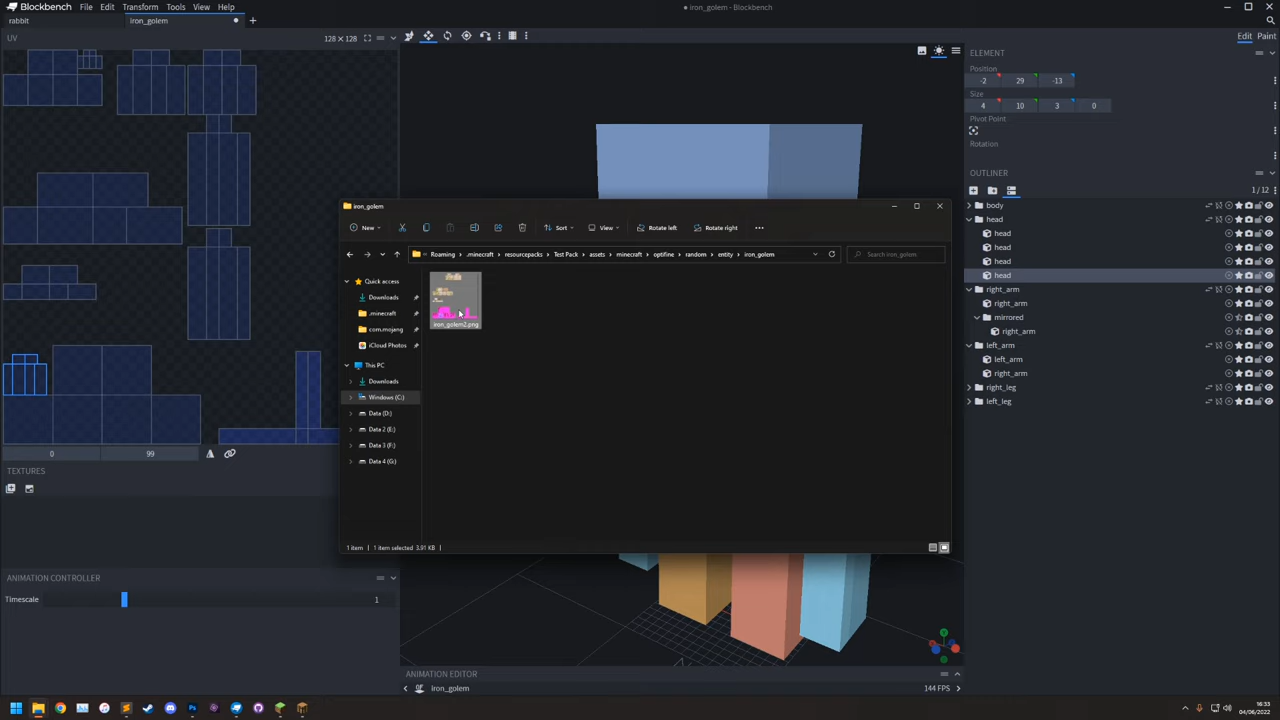 Blockbench File Edit Transform Tools View Help
• iron_golem - Blockbench
rabbit
iron_golem
UV
128 × 128
Edit Paint
ELEMENT
Position
-2 29 -13
Size
4 10 3 0
Pivot Point
Rotation
OUTLINER
1 / 12
body
head
head
head
head
head
right_arm
right_arm
mirrored
right_arm
left_arm
left_arm
right_arm
right_leg
left_leg
iron_golem
New
Sort
View
Rotate left
Rotate right
Roaming > .minecraft > resourcepacks > Test Pack > assets > minecraft > optifine > random > entity > iron_golem
Search iron_golem
Quick access
Downloads
.minecraft
com.mojang
iCloud Photos
This PC
Downloads
Windows (C:)
Data (D:)
Data 2 (E:)
Data 3 (F:)
Data 4 (G:)
iron_golem2.png
1 item 1 item selected 3.91 KB
0 99
TEXTURES
ANIMATION CONTROLLER
Timescale 1
ANIMATION EDITOR
iron_golem
144 FPS
16:33
04/06/2022